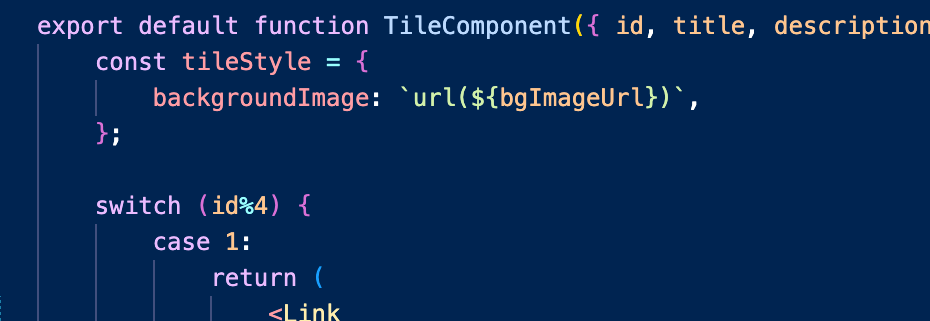 export default function TileComponent({ id, title, description
const tileStyle = {
backgroundImage: `url(${bgImageUrl})`,
};
switch (id%4) {
case 1:
return (
<Link